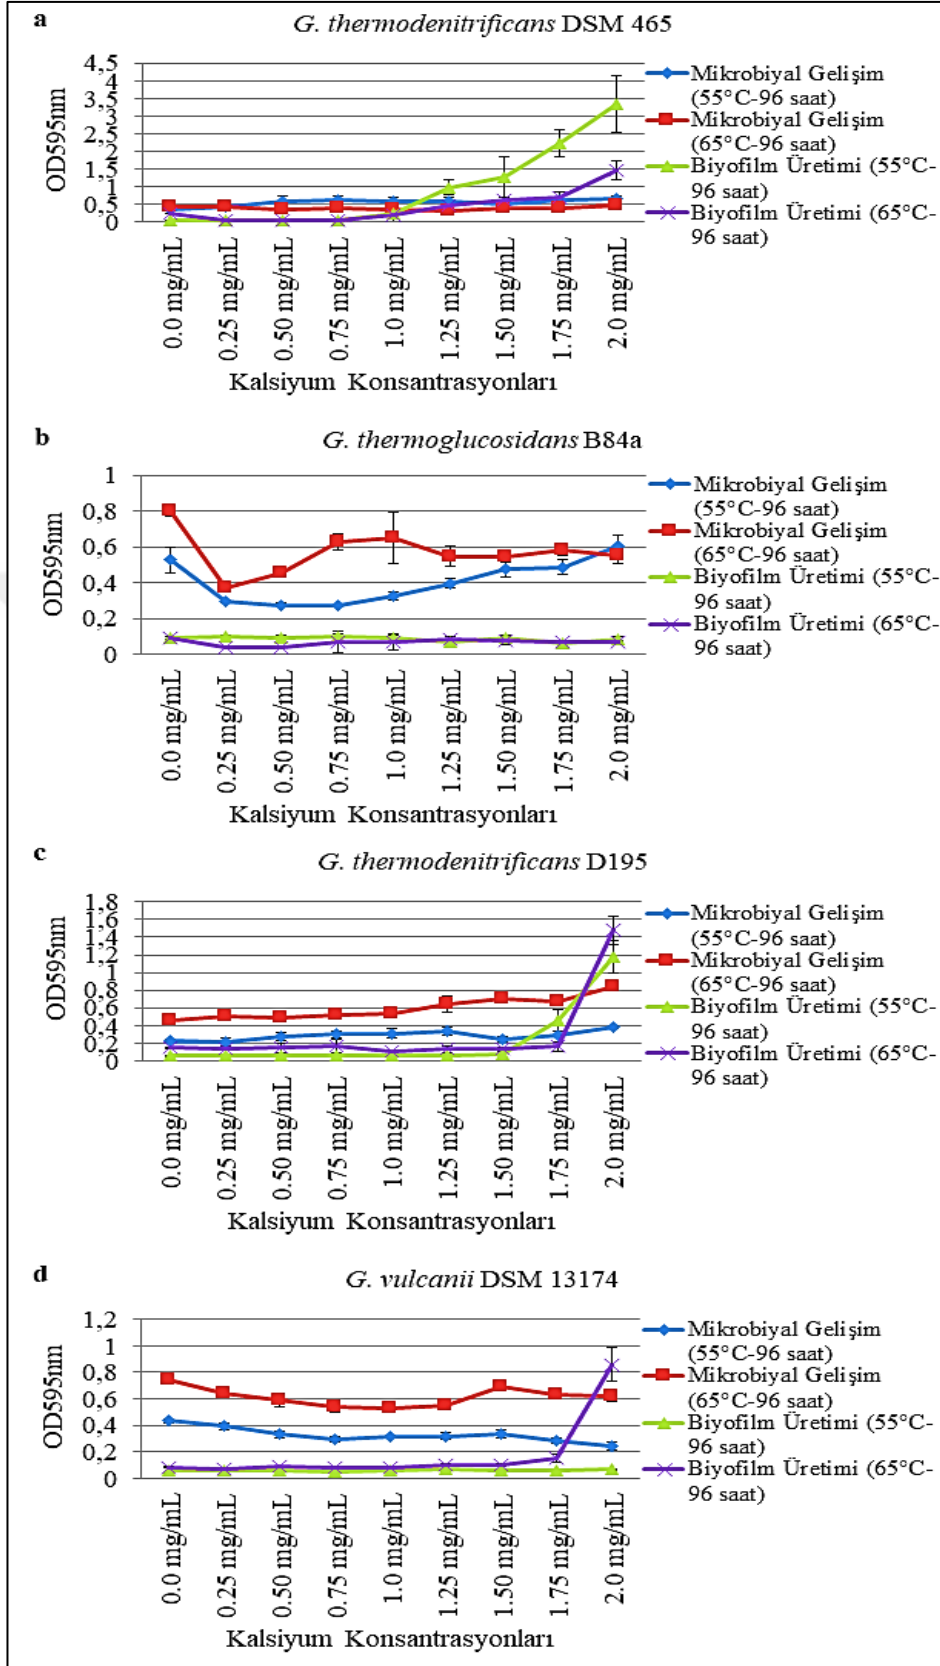 a
G. thermodenitrificans DSM 465
4,5
4
3,5
3
2,5
2
1,5
1
0,5
0
OD595nm
0.0 mg/mL
0.25 mg/mL
0.50 mg/mL
0.75 mg/mL
1.0 mg/mL
1.25 mg/mL
1.50 mg/mL
1.75 mg/mL
2.0 mg/mL
Kalsiyum Konsantrasyonları
Mikrobiyal Gelişim
(55°C-96 saat)
Mikrobiyal Gelişim
(65°C-96 saat)
Biyofilm Üretimi (55°C-
96 saat)
Biyofilm Üretimi (65°C-
96 saat)
b
G. thermoglucosidans B84a
1
0,8
0,6
0,4
0,2
0
OD595nm
0.0 mg/mL
0.25 mg/mL
0.50 mg/mL
0.75 mg/mL
1.0 mg/mL
1.25 mg/mL
1.50 mg/mL
1.75 mg/mL
2.0 mg/mL
Kalsiyum Konsantrasyonları
Mikrobiyal Gelişim
(55°C-96 saat)
Mikrobiyal Gelişim
(65°C-96 saat)
Biyofilm Üretimi (55°C-
96 saat)
Biyofilm Üretimi (65°C-
96 saat)
c
G. thermodenitrificans D195
1,8
1,6
1,4
1,2
1
0,8
0,6
0,4
0,2
0
OD595nm
0.0 mg/mL
0.25 mg/mL
0.50 mg/mL
0.75 mg/mL
1.0 mg/mL
1.25 mg/mL
1.50 mg/mL
1.75 mg/mL
2.0 mg/mL
Kalsiyum Konsantrasyonları
Mikrobiyal Gelişim
(55°C-96 saat)
Mikrobiyal Gelişim
(65°C-96 saat)
Biyofilm Üretimi (55°C-
96 saat)
Biyofilm Üretimi (65°C-
96 saat)
d
G. vulcanii DSM 13174
1,2
1
0,8
0,6
0,4
0,2
0
OD595nm
0.0 mg/mL
0.25 mg/mL
0.50 mg/mL
0.75 mg/mL
1.0 mg/mL
1.25 mg/mL
1.50 mg/mL
1.75 mg/mL
2.0 mg/mL
Kalsiyum Konsantrasyonları
Mikrobiyal Gelişim
(55°C-96 saat)
Mikrobiyal Gelişim
(65°C-96 saat)
Biyofilm Üretimi (55°C-
96 saat)
Biyofilm Üretimi (65°C-
96 saat)